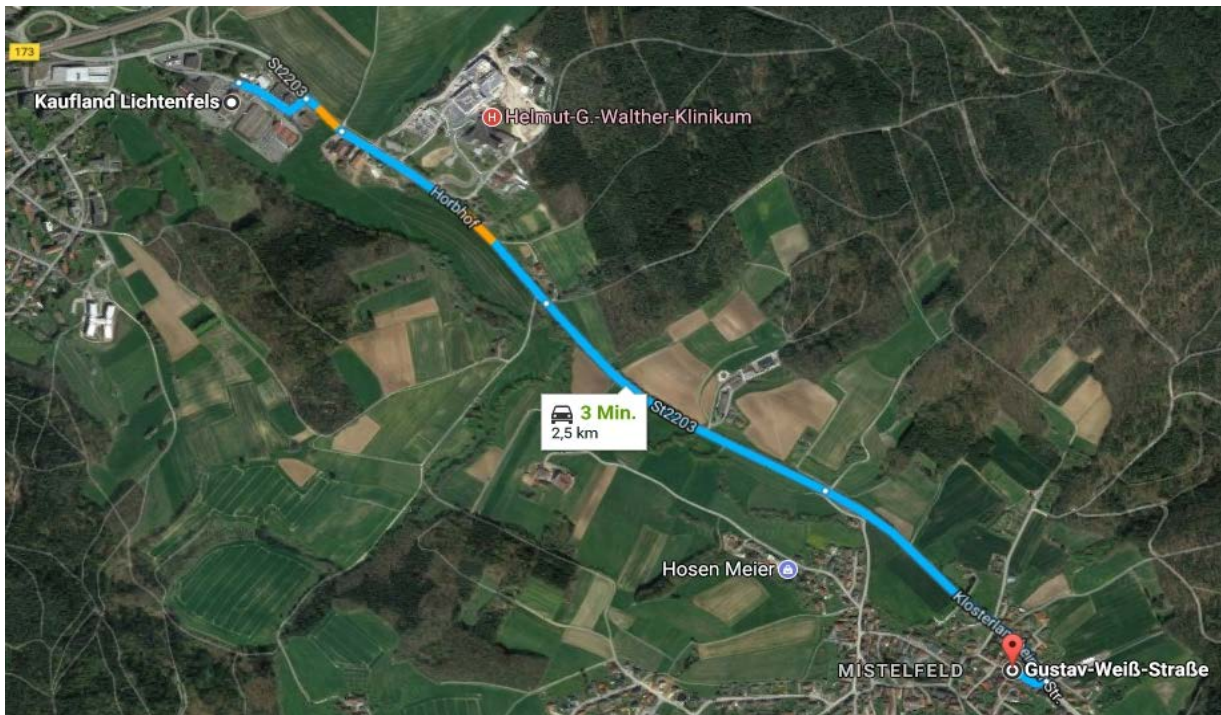 173
St2203
Kaufland Lichtenfels
Helmut-G.-Walther-Klinikum
Horbhof
3 Min.
2,5 km
St2203
Hosen Meier
MISTELFELD
Gustav-Weiß-Straße
Str.